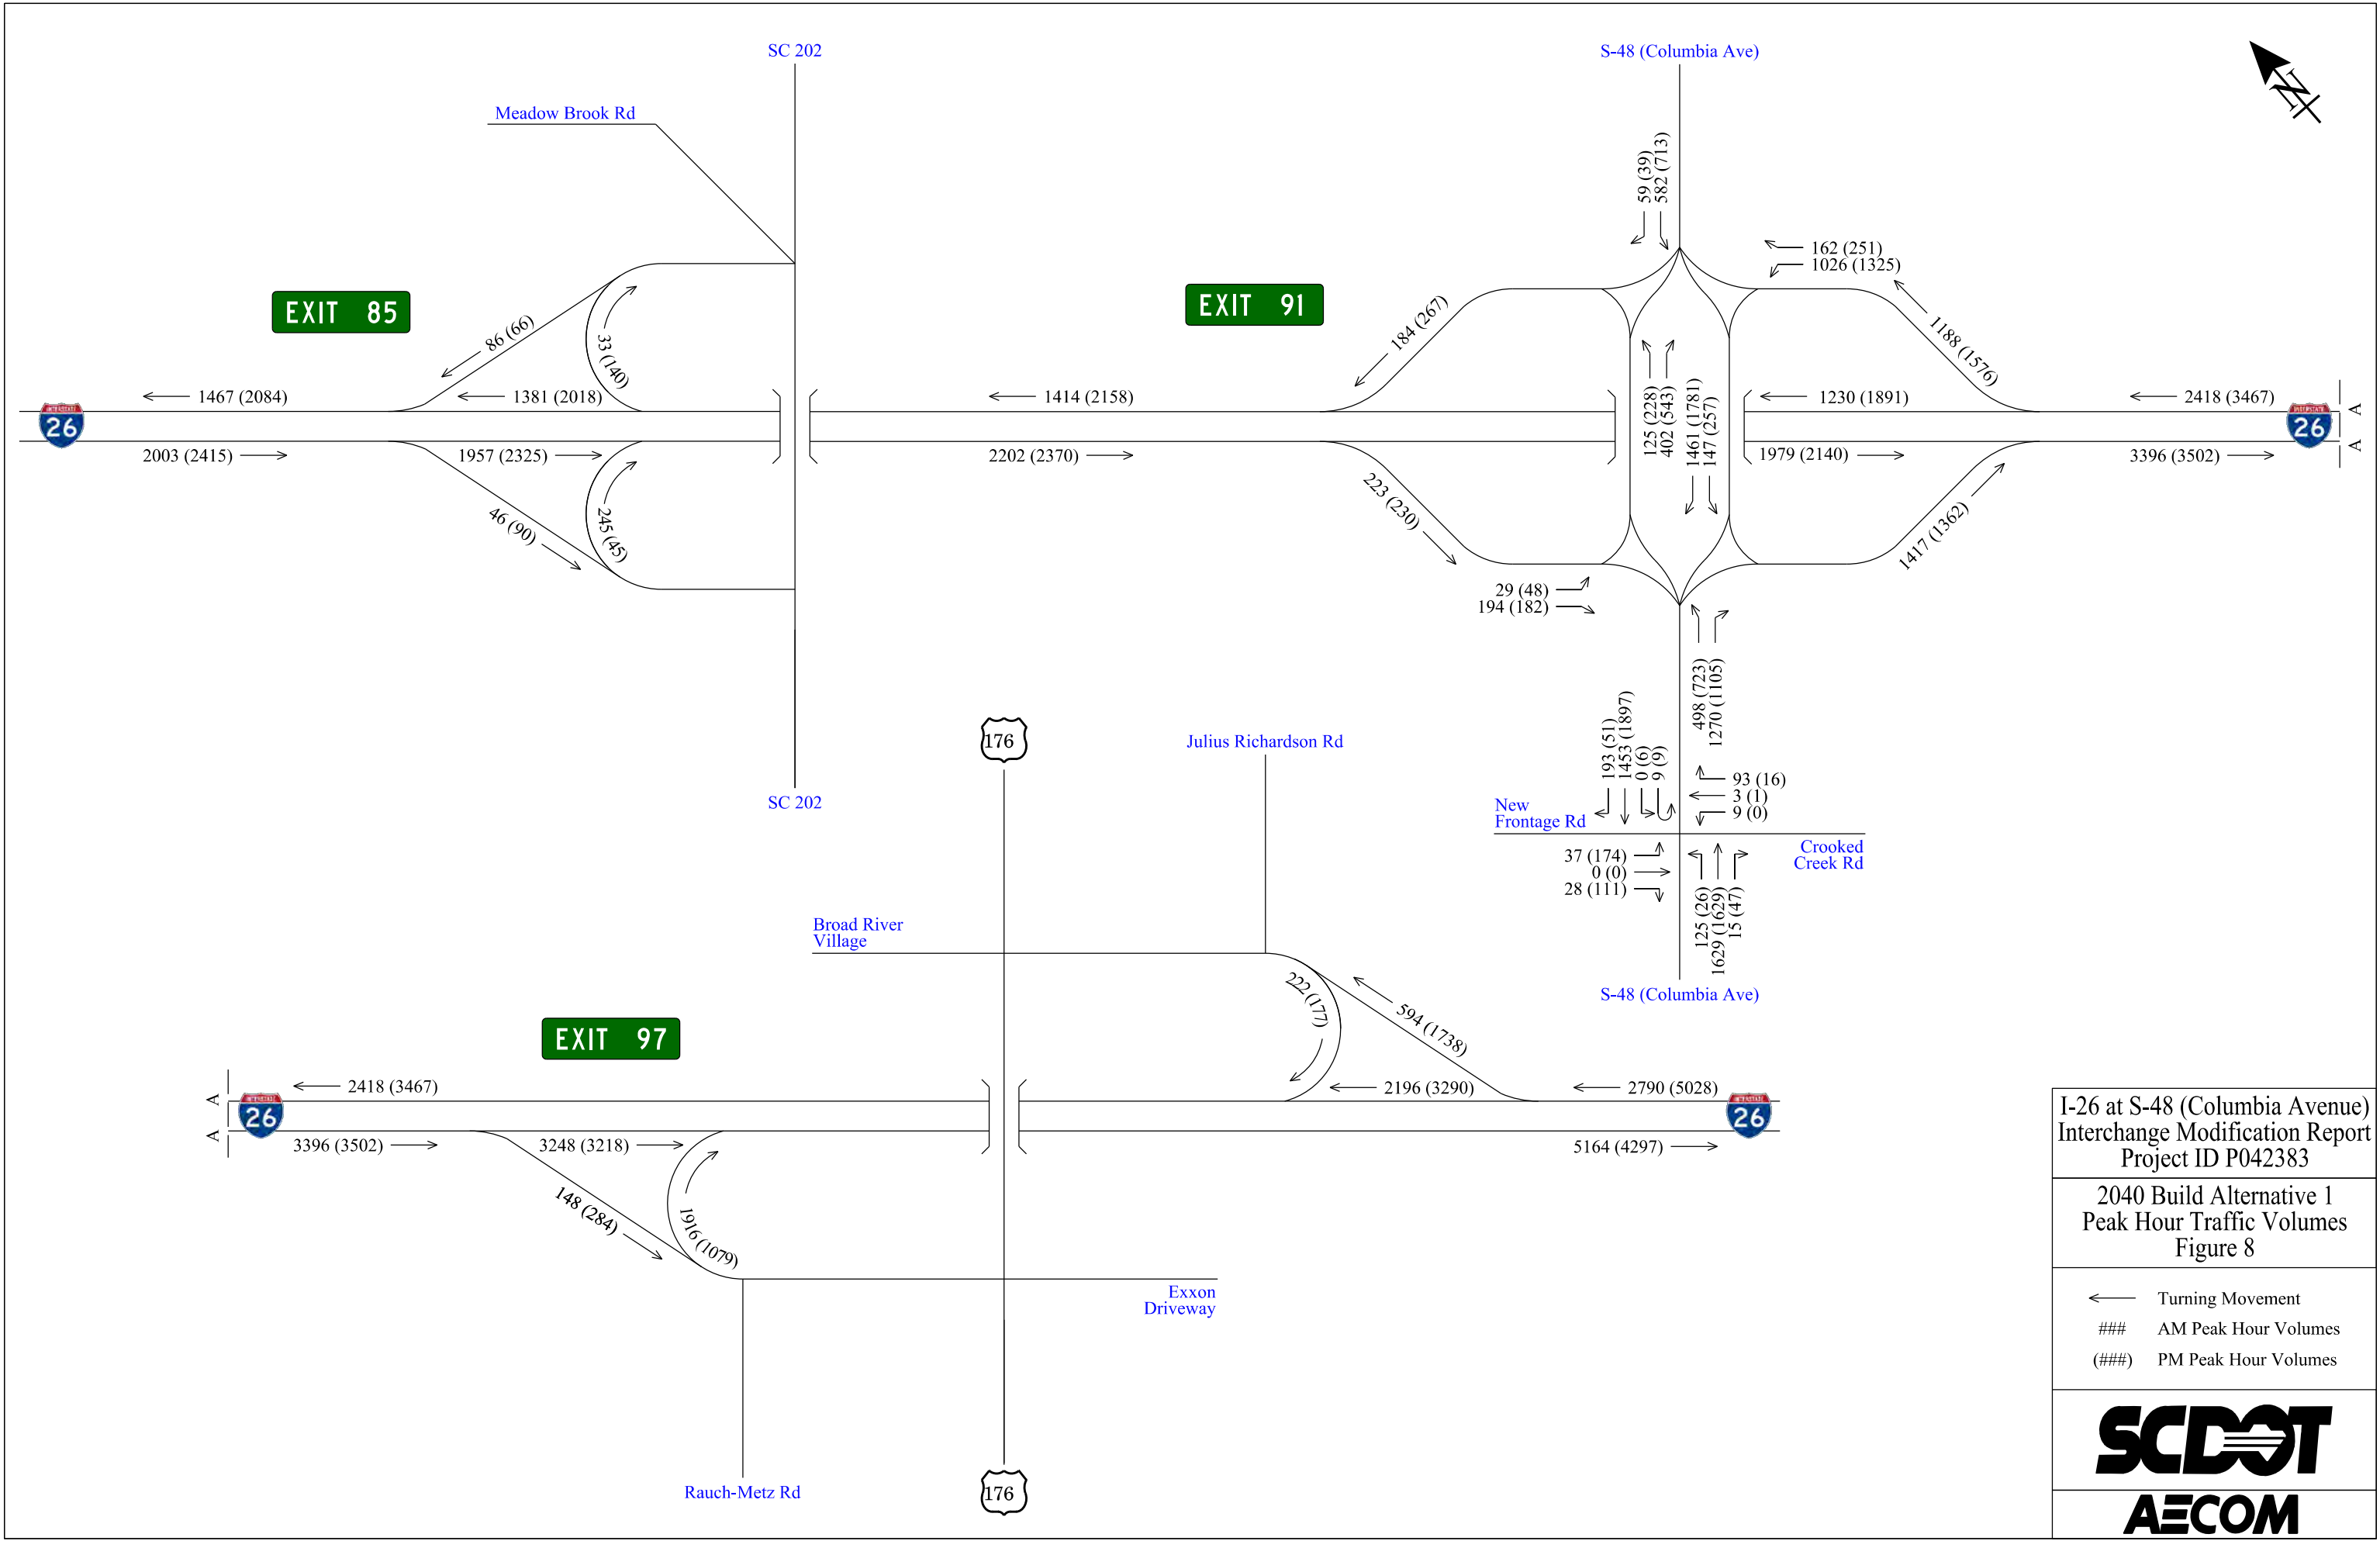 SC 202
S-48 (Columbia Ave)
Meadow Brook Rd
N
59 (39)
582 (713)
162 (251)
1026 (1325)
EXIT 85
EXIT 91
86 (66)
33 (140)
184 (267)
1188 (1576)
1467 (2084)
1381 (2018)
1414 (2158)
125 (228)
402 (543)
1461 (1781)
147 (257)
1230 (1891)
2418 (3467)
A
INTERSTATE
26
INTERSTATE
26
A
2003 (2415)
1957 (2325)
2202 (2370)
1979 (2140)
3396 (3502)
46 (90)
245 (45)
223 (230)
1417 (1362)
29 (48)
194 (182)
498 (723)
1270 (1105)
176
Julius Richardson Rd
193 (51)
1453 (1897)
0 (6)
9 (9)
93 (16)
3 (1)
9 (0)
SC 202
New
Frontage Rd
Crooked
Creek Rd
37 (174)
0 (0)
28 (111)
125 (26)
1629 (1629)
15 (47)
Broad River
Village
S-48 (Columbia Ave)
222 (177)
594 (1738)
EXIT 97
2418 (3467)
2196 (3290)
2790 (5028)
A
INTERSTATE
26
INTERSTATE
26
A
3396 (3502)
3248 (3218)
5164 (4297)
148 (284)
1916 (1079)
Exxon
Driveway
Rauch-Metz Rd
176
I-26 at S-48 (Columbia Avenue)
Interchange Modification Report
Project ID P042383
2040 Build Alternative 1
Peak Hour Traffic Volumes
Figure 8
Turning Movement
### AM Peak Hour Volumes
(###) PM Peak Hour Volumes
SCDOT
AECOM